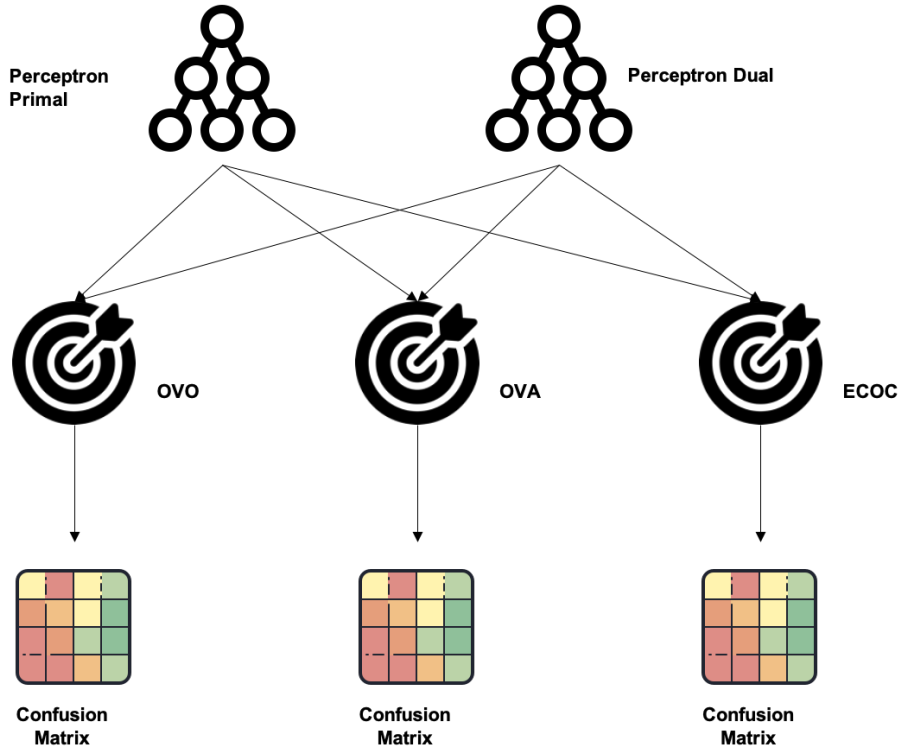 Perceptron
Primal
Perceptron Dual
OVO
OVA
ECOC
Confusion
Matrix
Confusion
Matrix
Confusion
Matrix